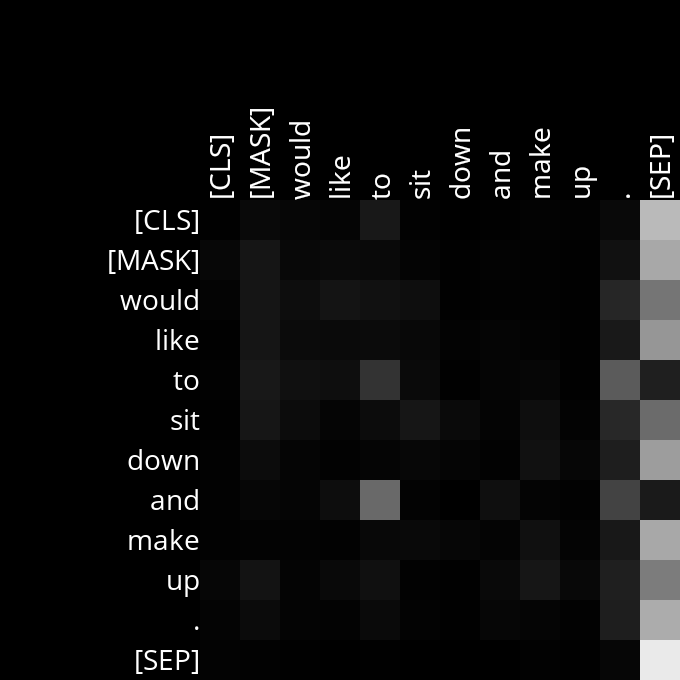 [CLS] [MASK] would like to sit down and make up . [SEP]
[CLS]
[MASK]
would
like
to
sit
down
and
make
up
.
[SEP]